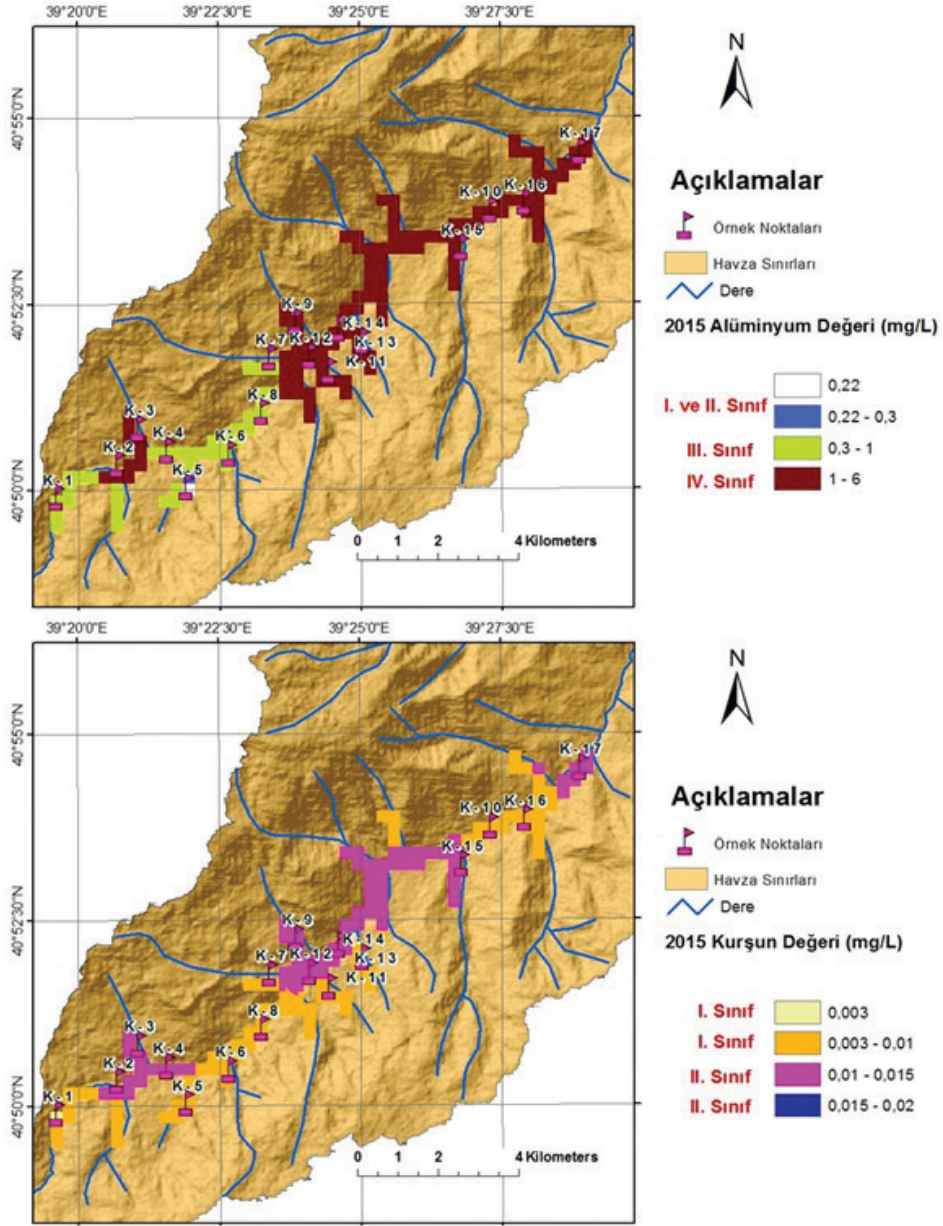 39°20'0"E 39°22'30"E 39°25'0"E 39°27'30"E
40°55'0"N
40°52'30"N
40°50'0"N
K-17
K-16
K-10
K-15
K-9
K-14
K-12
K-13
K-7
K-11
K-8
K-3
K-4
K-6
K-2
K-5
K-1
0 1 2 4 Kilometers
N
Açıklamalar
Örnek Noktaları
Havza Sınırları
Dere
2015 Alüminyum Değeri (mg/L)
0,22
I. ve II. Sınıf
0,22 - 0,3
III. Sınıf 0,3 - 1
IV. Sınıf 1 - 6
39°20'0"E 39°22'30"E 39°25'0"E 39°27'30"E
40°55'0"N
40°52'30"N
40°50'0"N
K-17
K-16
K-10
K-15
K-9
K-14
K-12
K-13
K-7
K-11
K-8
K-3
K-4
K-6
K-2
K-5
K-1
0 1 2 4 Kilometers
N
Açıklamalar
Örnek Noktaları
Havza Sınırları
Dere
2015 Kurşun Değeri (mg/L)
I. Sınıf 0,003
I. Sınıf 0,003 - 0,01
II. Sınıf 0,01 - 0,015
II. Sınıf 0,015 - 0,02